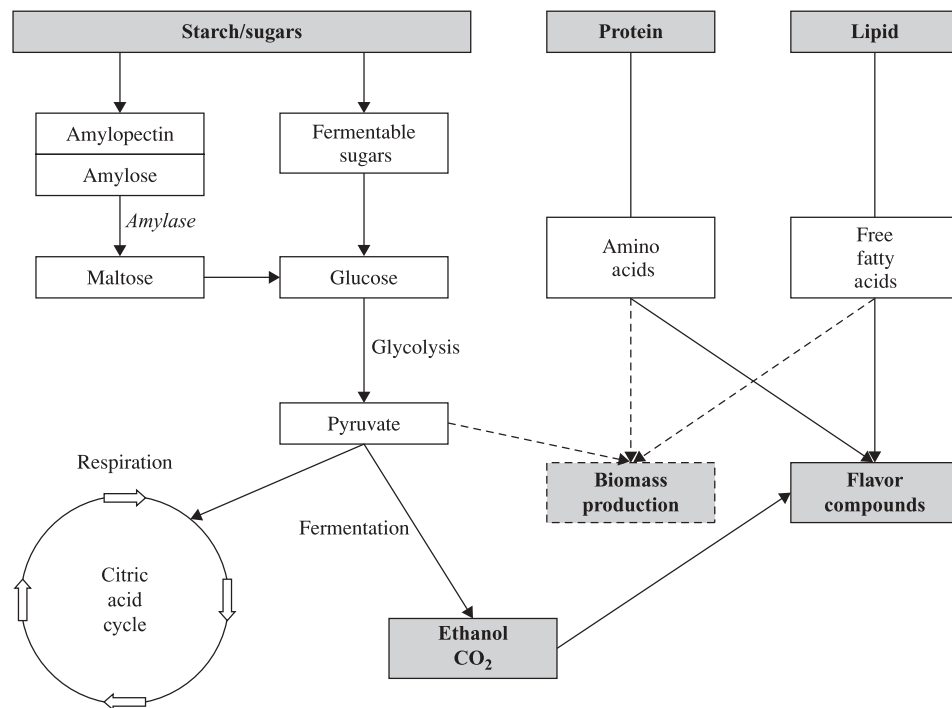 Starch/sugars
Protein
Lipid
Amylopectin
Amylose
Fermentable
sugars
Amylase
Amino
acids
Free
fatty
acids
Maltose
Glucose
Glycolysis
Pyruvate
Respiration
Biomass
production
Flavor
compounds
Fermentation
Citric
acid
cycle
Ethanol
CO₂